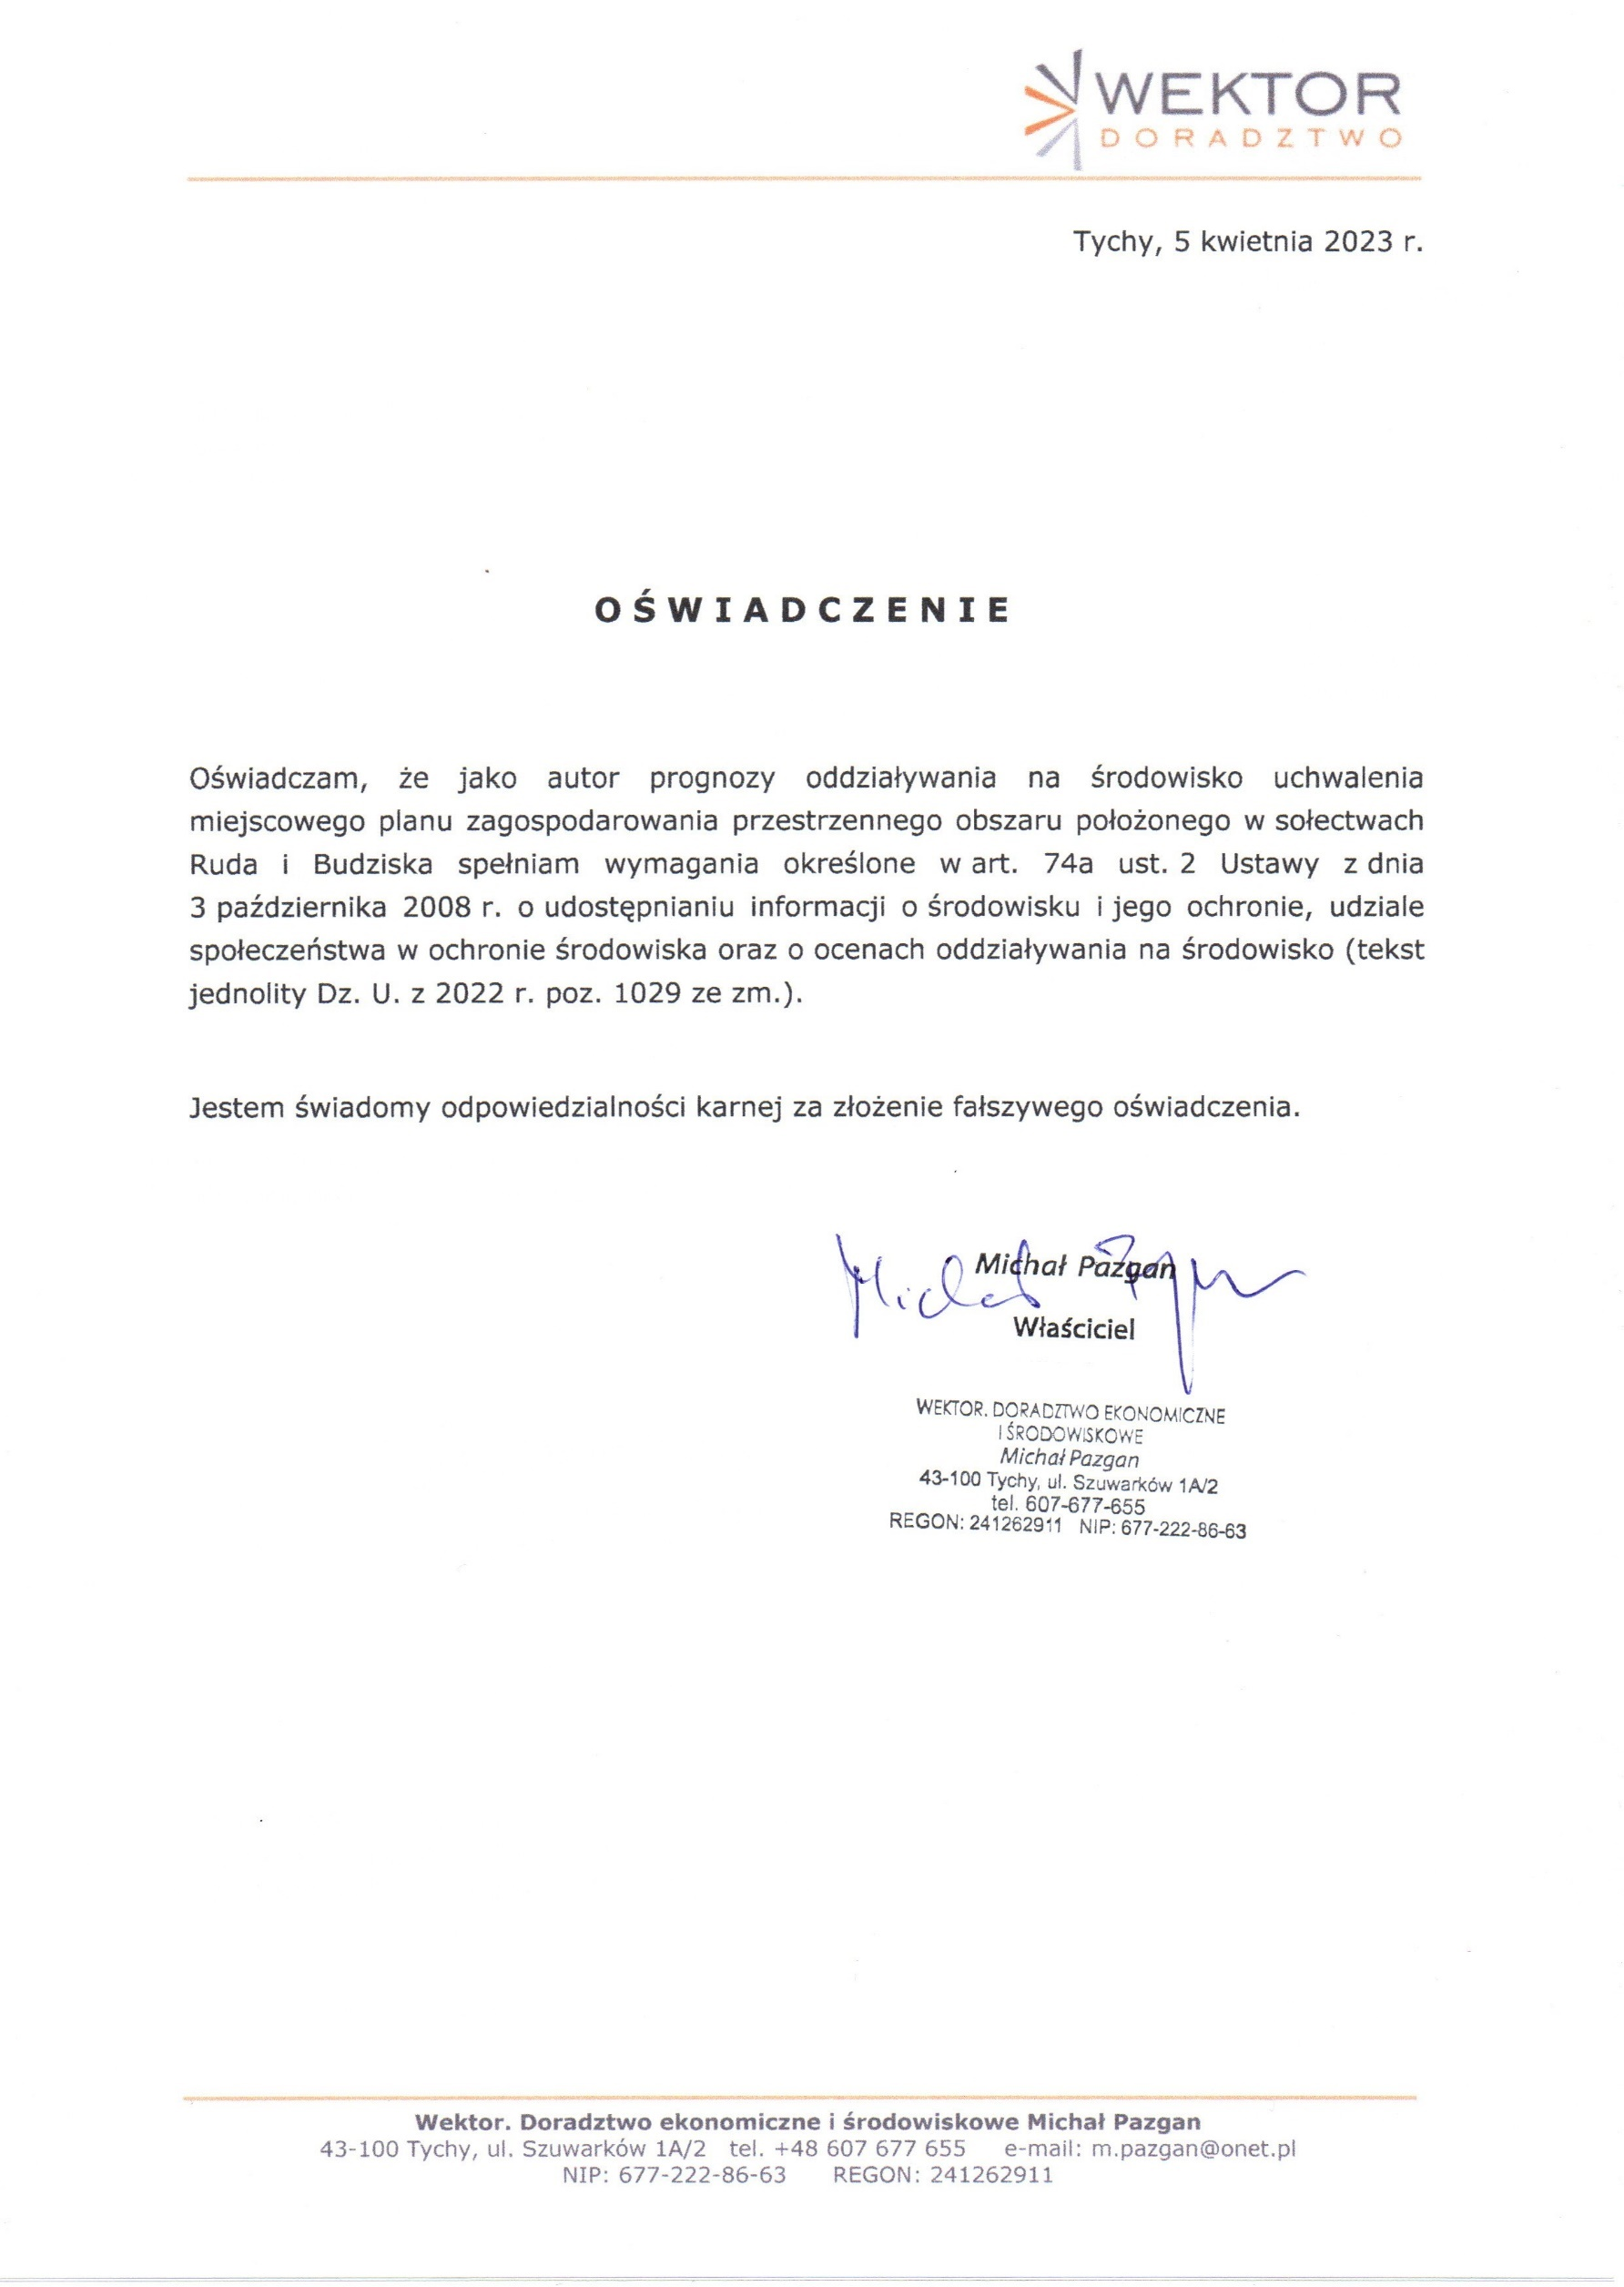 WEKTOR
DORADZTWO
Tychy, 5 kwietnia 2023 r.
OŚWIADCZENIE
Oświadczam, że jako autor prognozy oddziaływania na środowisko uchwalenia
miejscowego planu zagospodarowania przestrzennego obszaru położonego w sołectwach
Ruda i Budziska spełniam wymagania określone w art. 74a ust. 2 Ustawy z dnia
3 października 2008 r. o udostępnianiu informacji o środowisku i jego ochronie, udziale
społeczeństwa w ochronie środowiska oraz o ocenach oddziaływania na środowisko (tekst
jednolity Dz. U. z 2022 r. poz. 1029 ze zm.).
Jestem świadomy odpowiedzialności karnej za złożenie fałszywego oświadczenia.
Michał Pazgan
Michał Pazgan
Właściciel
WEKTOR. DORADZTWO EKONOMICZNE
I ŚRODOWISKOWE
Michał Pazgan
43-100 Tychy, ul. Szuwarków 1A/2
tel. 607-677-655
REGON: 241262911 NIP: 677-222-86-63
Wektor. Doradztwo ekonomiczne i środowiskowe Michał Pazgan
43-100 Tychy, ul. Szuwarków 1A/2 tel. +48 607 677 655 e-mail: m.pazgan@onet.pl
NIP: 677-222-86-63 REGON: 241262911